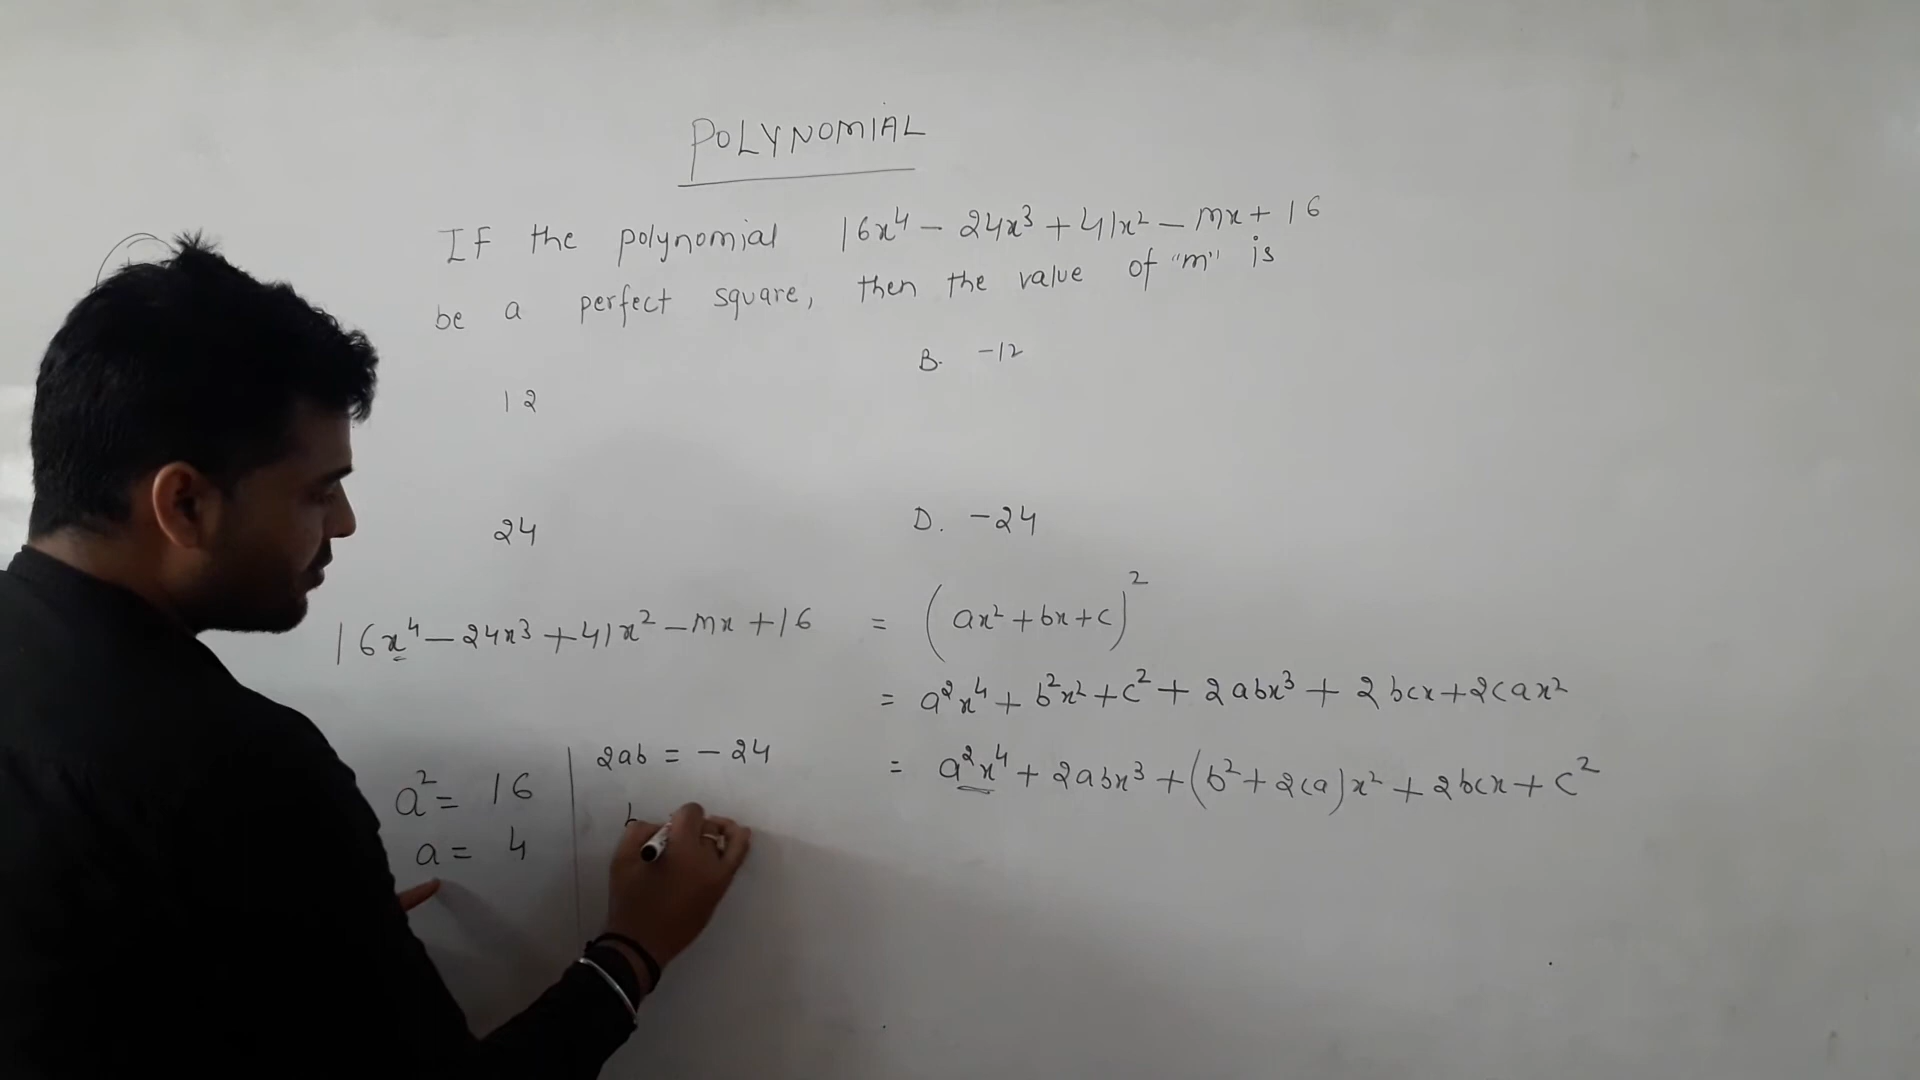 POLYNOMIAL
If the polynomial 16x⁴ - 24x³ + 41x² - mx + 16
be a perfect square, then the value of "m" is
B. -12
12
24
D. -24
16x⁴ - 24x³ + 41x² - mx + 16 = (ax² + bx + c)²
= a²x⁴ + b²x² + c² + 2abx³ + 2bcx + 2cax²
= a²x⁴ + 2abx³ + (b² + 2ca)x² + 2bcx + c²
a² = 16
a = 4
2ab = -24